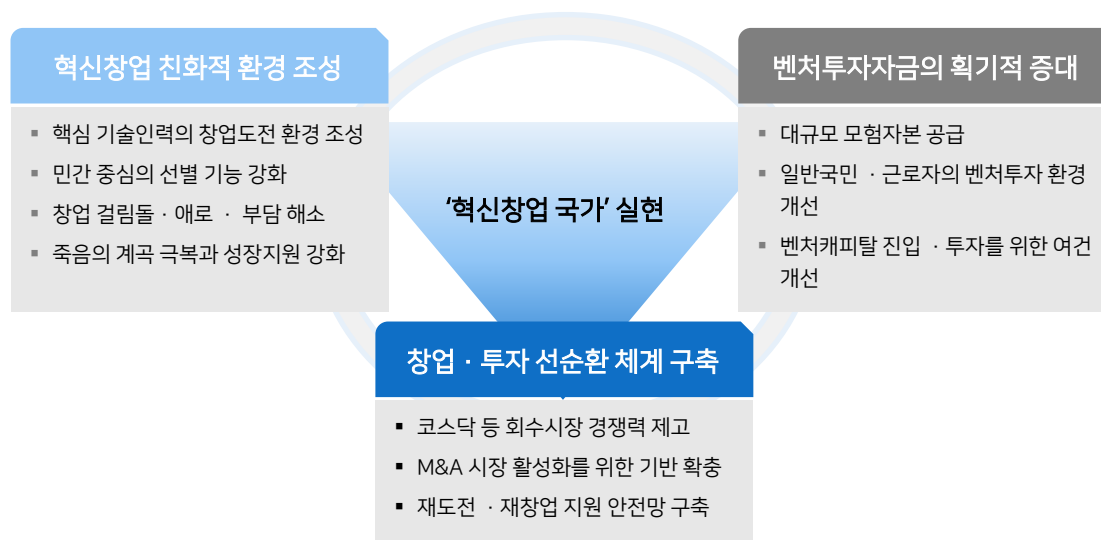 혁신창업 친화적 환경 조성
▪ 핵심 기술인력의 창업도전 환경 조성
▪ 민간 중심의 선별 기능 강화
▪ 창업 걸림돌 · 애로 · 부담 해소
▪ 죽음의 계곡 극복과 성장지원 강화
벤처투자자금의 획기적 증대
▪ 대규모 모험자본 공급
▪ 일반국민 · 근로자의 벤처투자 환경
개선
▪ 벤처캐피탈 진입 · 투자를 위한 여건
개선
‘혁신창업 국가’ 실현
창업 · 투자 선순환 체계 구축
▪ 코스닥 등 회수시장 경쟁력 제고
▪ M&A 시장 활성화를 위한 기반 확충
▪ 재도전 · 재창업 지원 안전망 구축